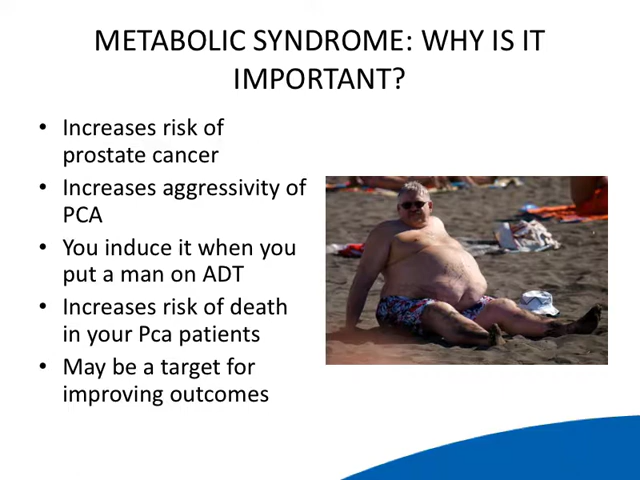 METABOLIC SYNDROME: WHY IS IT
IMPORTANT?
• Increases risk of
prostate cancer
• Increases aggressivity of
PCA
• You induce it when you
put a man on ADT
• Increases risk of death
in your Pca patients
• May be a target for
improving outcomes